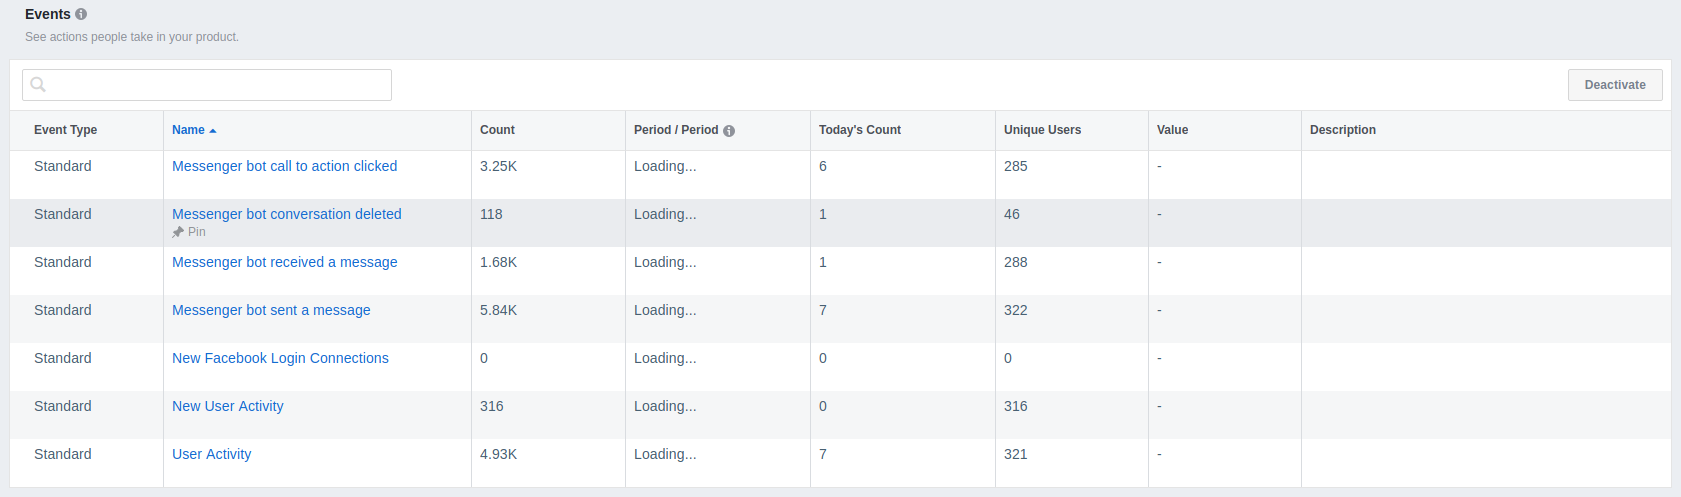 Events
See actions people take in your product.
Deactivate
Event Type Name Count Period / Period Today's Count Unique Users Value Description
Standard Messenger bot call to action clicked 3.25K Loading... 6 285 -
Standard Messenger bot conversation deleted 118 Loading... 1 46 -
Pin
Standard Messenger bot received a message 1.68K Loading... 1 288 -
Standard Messenger bot sent a message 5.84K Loading... 7 322 -
Standard New Facebook Login Connections 0 Loading... 0 0 -
Standard New User Activity 316 Loading... 0 316 -
Standard User Activity 4.93K Loading... 7 321 -